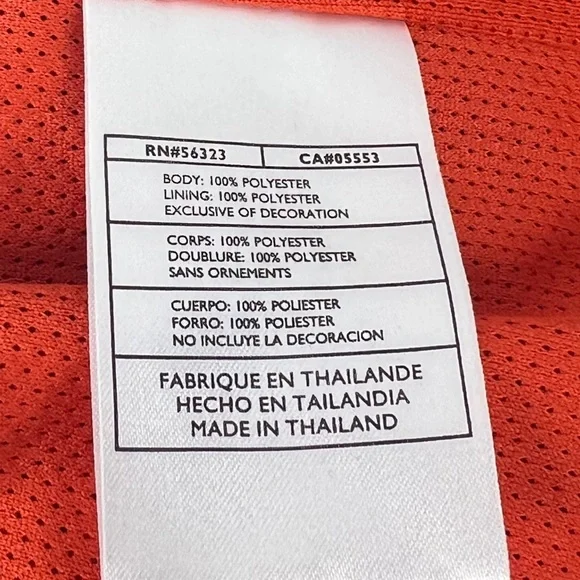 RN#56323 CA#05553
BODY: 100% POLYESTER
LINING: 100% POLYESTER
EXCLUSIVE OF DECORATION
CORPS: 100% POLYESTER
DOUBLURE: 100% POLYESTER
SANS ORNEMENTS
CUERPO: 100% POLIESTER
FORRO: 100% POLIESTER
NO INCLUYE LA DECORACION
FABRIQUE EN THAILANDE
HECHO EN TAILANDIA
MADE IN THAILAND